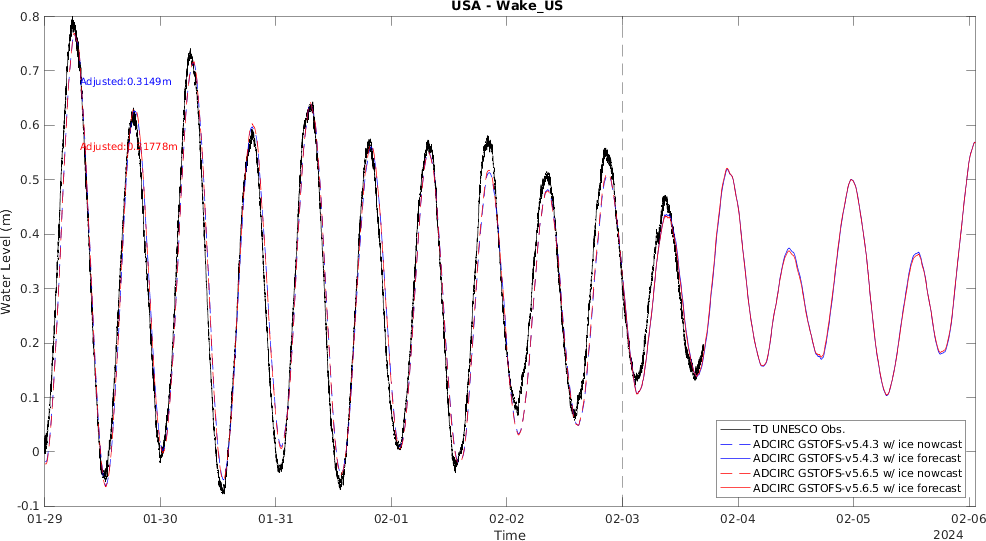 USA - Wake_US
0.8
0.7
0.6
0.5
0.4
0.3
0.2
0.1
0
-0.1
Water Level (m)
Adjusted:0.3149m
Adjusted:0.11778m
TD UNESCO Obs.
ADCIRC GSTOFS-v5.4.3 w/ ice nowcast
ADCIRC GSTOFS-v5.4.3 w/ ice forecast
ADCIRC GSTOFS-v5.6.5 w/ ice nowcast
ADCIRC GSTOFS-v5.6.5 w/ ice forecast
01-29 01-30 01-31 02-01 02-02 02-03 02-04 02-05 02-06
Time
2024